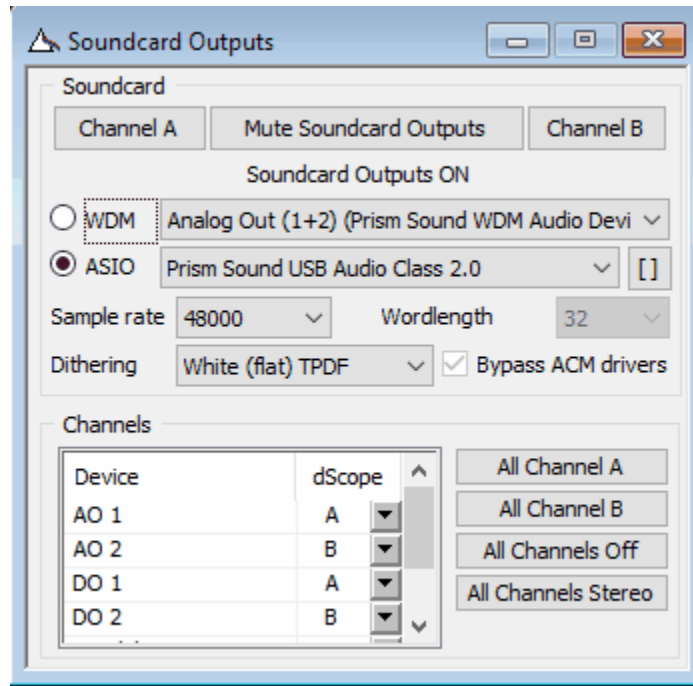 Soundcard Outputs
Soundcard
Channel A Mute Soundcard Outputs Channel B
Soundcard Outputs ON
WDM Analog Out (1+2) (Prism Sound WDM Audio Devi
ASIO Prism Sound USB Audio Class 2.0 []
Sample rate 48000 Wordlength 32
Dithering White (flat) TPDF Bypass ACM drivers
Channels
Device dScope All Channel A
AO 1 A All Channel B
AO 2 B All Channels Off
DO 1 A All Channels Stereo
DO 2 B